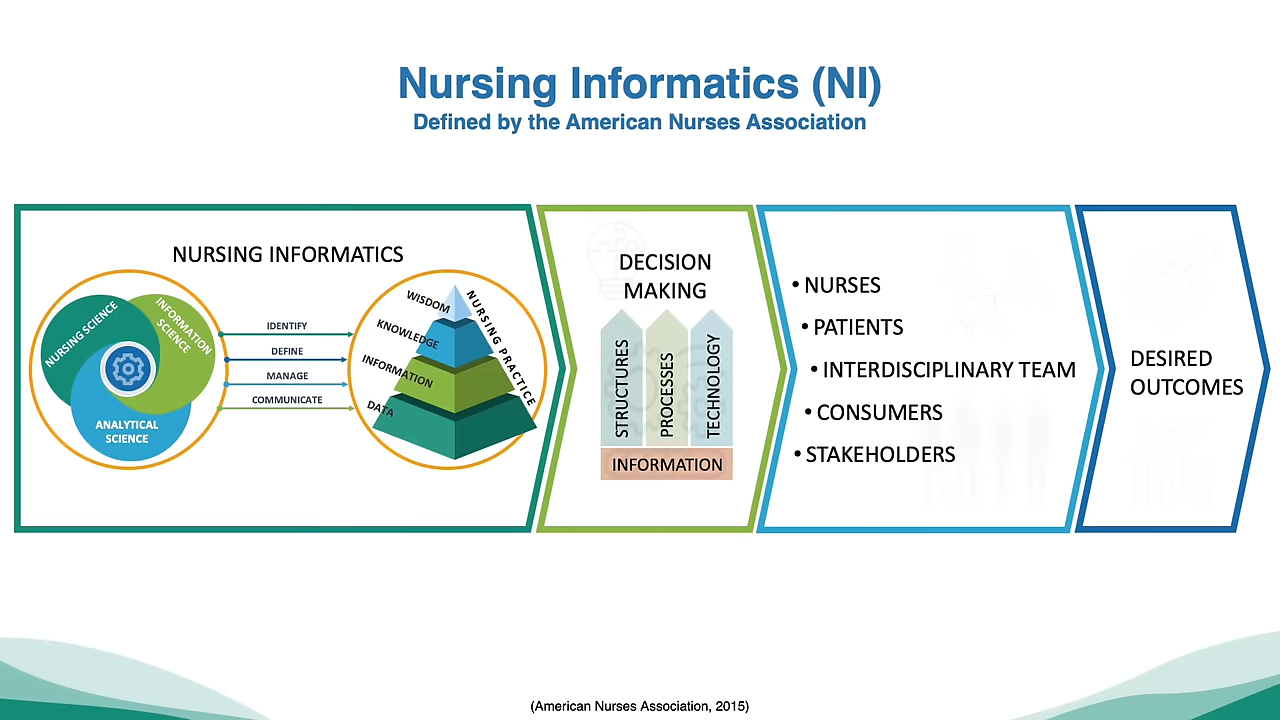 Nursing Informatics (NI)
Defined by the American Nurses Association
NURSING INFORMATICS
NURSING SCIENCE
INFORMATION
SCIENCE
ANALYTICAL
SCIENCE
IDENTIFY
DEFINE
MANAGE
COMMUNICATE
WISDOM
KNOWLEDGE
INFORMATION
DATA
NURSING PRACTICE
DECISION
MAKING
STRUCTURES
PROCESSES
TECHNOLOGY
INFORMATION
• NURSES
• PATIENTS
• INTERDISCIPLINARY TEAM
• CONSUMERS
• STAKEHOLDERS
DESIRED
OUTCOMES
(American Nurses Association, 2015)